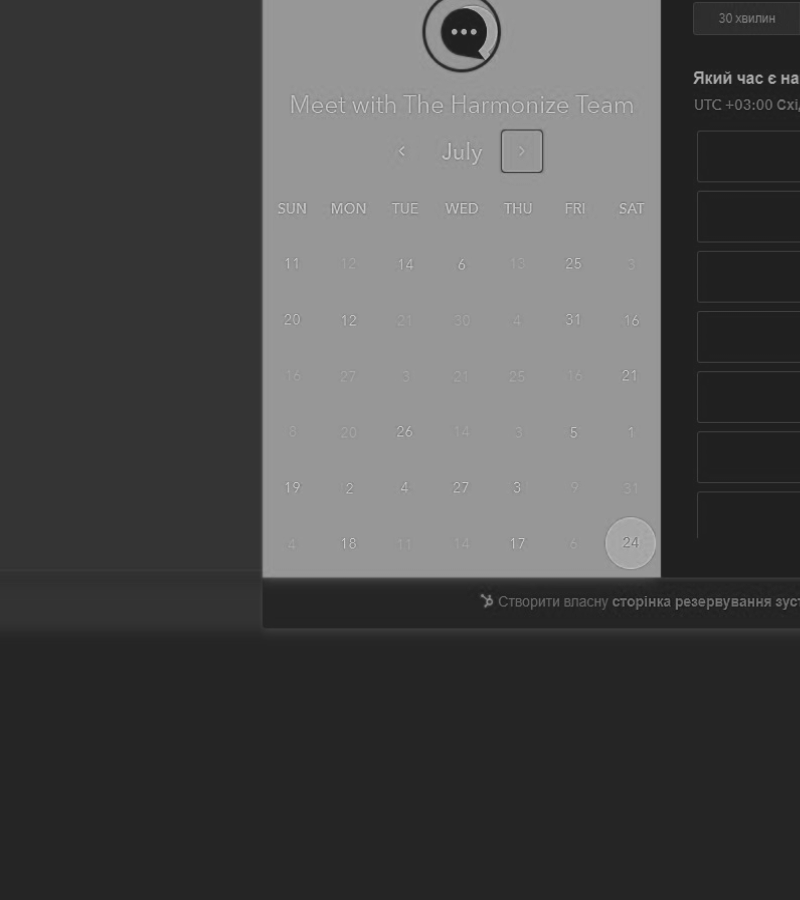 30 хвилин
Який час є на
UTC +03:00 Схі,
Meet with The Harmonize Team
July
SUN MON TUE WED THU FRI SAT
11 12 14 6 13 25 3
20 12 21 30 4 31 16
16 27 3 21 25 16 21
8 20 26 14 3 5 1
19 2 4 27 3 9 31
4 18 11 14 17 6 24
Створити власну сторінка резервування зуст